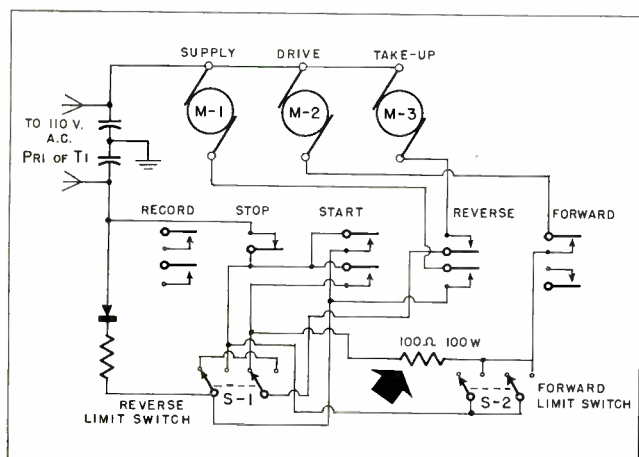 SUPPLY DRIVE TAKE-UP
M-1 M-2 M-3
TO 110 V.
A.C.
PRI OF T1
RECORD STOP START REVERSE FORWARD
100Ω 100W
REVERSE
LIMIT SWITCH
S-1
S-2
FORWARD
LIMIT SWITCH